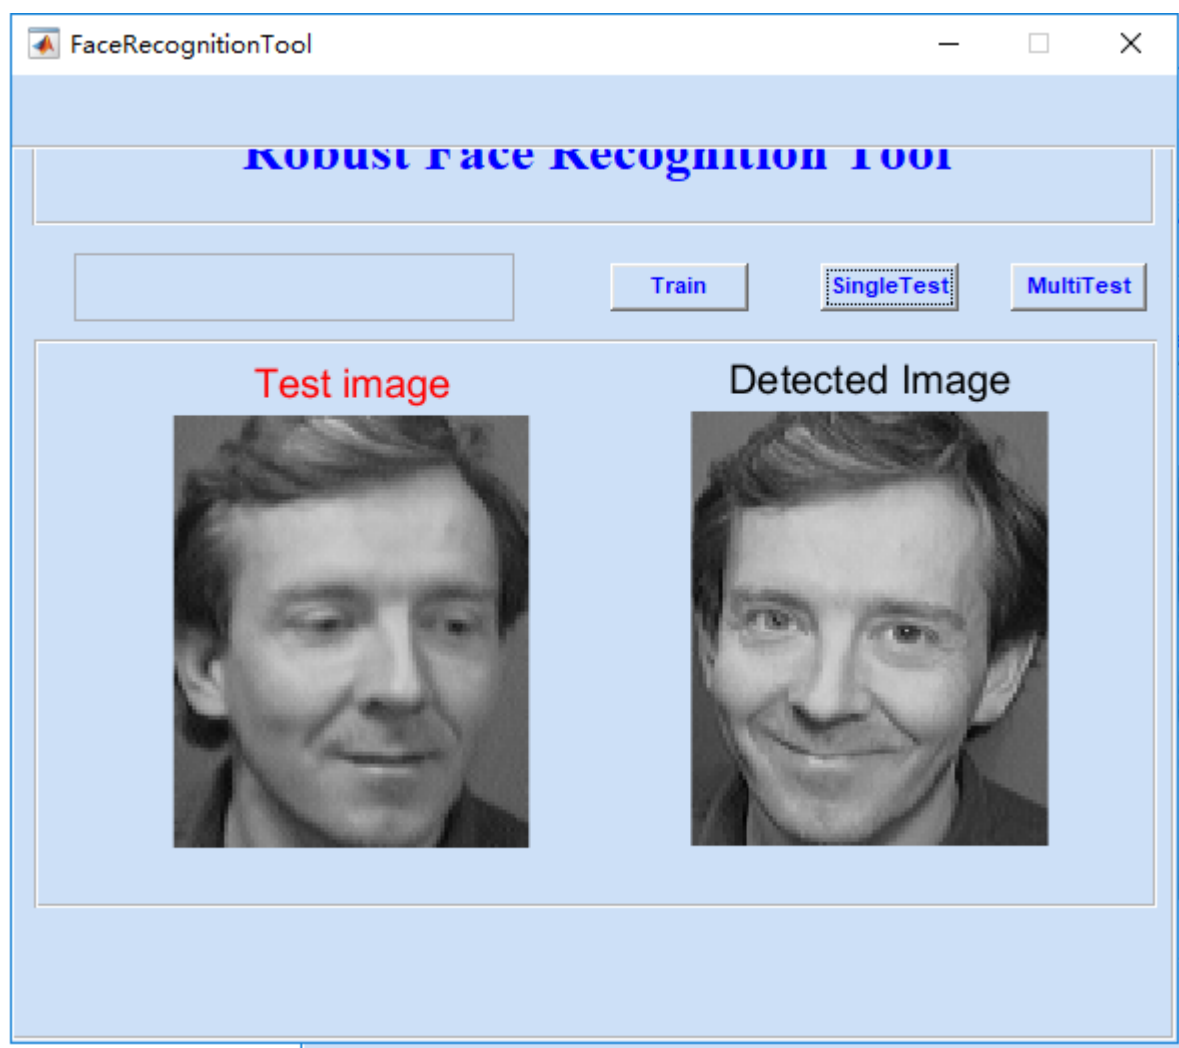 FaceRecognitionTool
Robust Face Recognition Tool
Train SingleTest MultiTest
Test image Detected Image